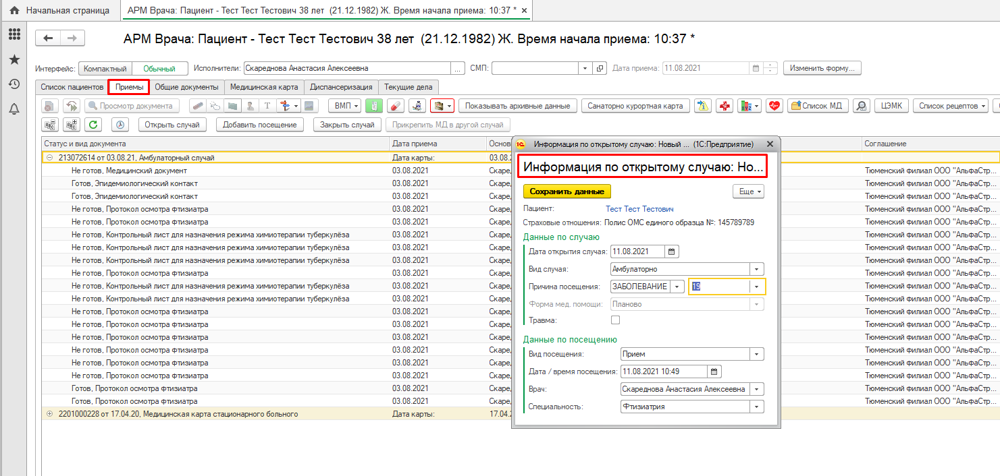 Начальная страница
АРМ Врача: Пациент - Тест Тест Тестович 38 лет (21.12.1982) Ж. Время начала приема: 10:37 *
АРМ Врача: Пациент - Тест Тест Тестович 38 лет (21.12.1982) Ж. Время начала приема: 10:37 *
Интерфейс: Компактный Обычный Исполнители: Скареднова Анастасия Алексеевна ... СМП: Дата приема: 11.08.2021 Изменить форму...
Список пациентов Приемы Общие документы Медицинская карта Диспансеризация Текущие дела
Просмотр документа T ВМП Показывать архивные данные Санаторно курортная карта XYZ Список МД ЦЭМК Список рецептов
Открыть случай Добавить посещение Закрыть случай Прикрепить МД в другой случай
Статус и вид документа Дата приема Основ Соглашение
213072614 от 03.08.21, Амбулаторный случай Дата карты: 03.08.2
Не готов, Медицинский документ 03.08.2021 Скаре, Тюменский филиал ООО "АльфаСтр...
Готов, Эпидемиологический контакт 03.08.2021 Скаре, Тюменский филиал ООО "АльфаСтр...
Готов, Эпидемиологический контакт 03.08.2021 Скаре, Тюменский филиал ООО "АльфаСтр...
Не готов, Протокол осмотра фтизиатра 03.08.2021 Скаре, Тюменский филиал ООО "АльфаСтр...
Не готов, Протокол осмотра фтизиатра 03.08.2021 Скаре, Тюменский филиал ООО "АльфаСтр...
Не готов, Контрольный лист для назначения режима химиотерапии туберкулёза 03.08.2021 Скаре, Тюменский филиал ООО "АльфаСтр...
Не готов, Контрольный лист для назначения режима химиотерапии туберкулёза 03.08.2021 Скаре, Тюменский филиал ООО "АльфаСтр...
Не готов, Контрольный лист для назначения режима химиотерапии туберкулёза 03.08.2021 Скаре, Тюменский филиал ООО "АльфаСтр...
Не готов, Протокол осмотра фтизиатра 03.08.2021 Скаре, Тюменский филиал ООО "АльфаСтр...
Не готов, Контрольный лист для назначения режима химиотерапии туберкулёза 03.08.2021 Скаре, Тюменский филиал ООО "АльфаСтр...
Не готов, Контрольный лист для назначения режима химиотерапии туберкулёза 03.08.2021 Скаре, Тюменский филиал ООО "АльфаСтр...
Не готов, Протокол осмотра фтизиатра 03.08.2021 Скаре, Тюменский филиал ООО "АльфаСтр...
Не готов, Протокол осмотра фтизиатра 03.08.2021 Скаре, Тюменский филиал ООО "АльфаСтр...
Не готов, Протокол осмотра фтизиатра 03.08.2021 Скаре, Тюменский филиал ООО "АльфаСтр...
Не готов, Протокол осмотра фтизиатра 03.08.2021 Скаре, Тюменский филиал ООО "АльфаСтр...
Не готов, Протокол осмотра фтизиатра 03.08.2021 Скаре, Тюменский филиал ООО "АльфаСтр...
Не готов, Протокол осмотра фтизиатра 03.08.2021 Скаре, Тюменский филиал ООО "АльфаСтр...
Готов, Протокол осмотра фтизиатра 03.08.2021 Скаре, Тюменский филиал ООО "АльфаСтр...
Готов, Протокол осмотра фтизиатра 03.08.2021 Скаре, Тюменский филиал ООО "АльфаСтр...
2201000228 от 17.04.20, Медицинская карта стационарного больного Дата карты: 17.04.2
Информация по открытому случаю: Новый ... (1С:Предприятие)
Информация по открытому случаю: Но...
Сохранить данные Еще
Пациент: Тест Тест Тестович
Страховые отношения: Полис ОМС единого образца №: 145789789
Данные по случаю
Дата открытия случая: 11.08.2021
Вид случая: Амбулаторно
Причина посещения: ЗАБОЛЕВАНИЕ 19
Форма мед. помощи: Планово
Травма:
Данные по посещению
Вид посещения: Прием
Дата / время посещения: 11.08.2021 10:49
Врач: Скареднова Анастасия Алексеевна
Специальность: Фтизиатрия